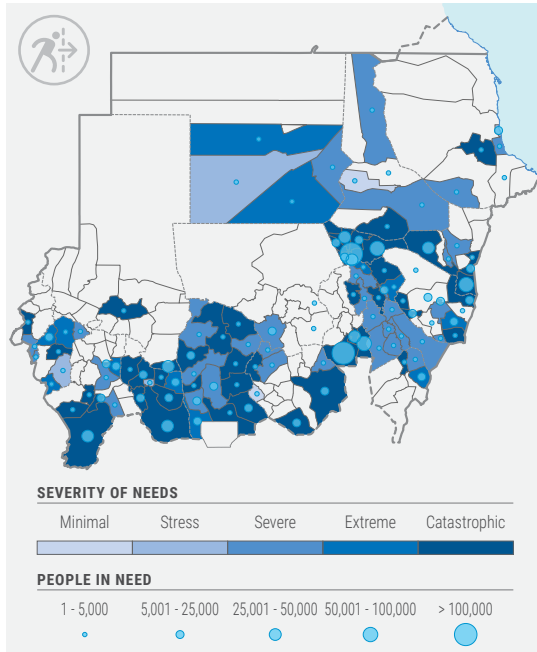 SEVERITY OF NEEDS
Minimal Stress Severe Extreme Catastrophic
PEOPLE IN NEED
1 - 5,000 5,001 - 25,000 25,001 - 50,000 50,001 - 100,000 > 100,000